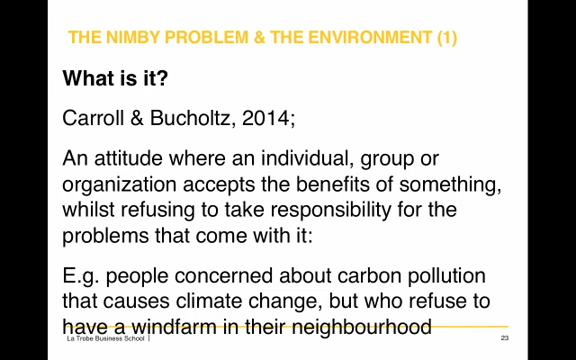 THE NIMBY PROBLEM & THE ENVIRONMENT (1)
What is it?
Carroll & Bucholtz, 2014;
An attitude where an individual, group or
organization accepts the benefits of something,
whilst refusing to take responsibility for the
problems that come with it:
E.g. people concerned about carbon pollution
that causes climate change, but who refuse to
have a windfarm in their neighbourhood
La Trobe Business School |
23